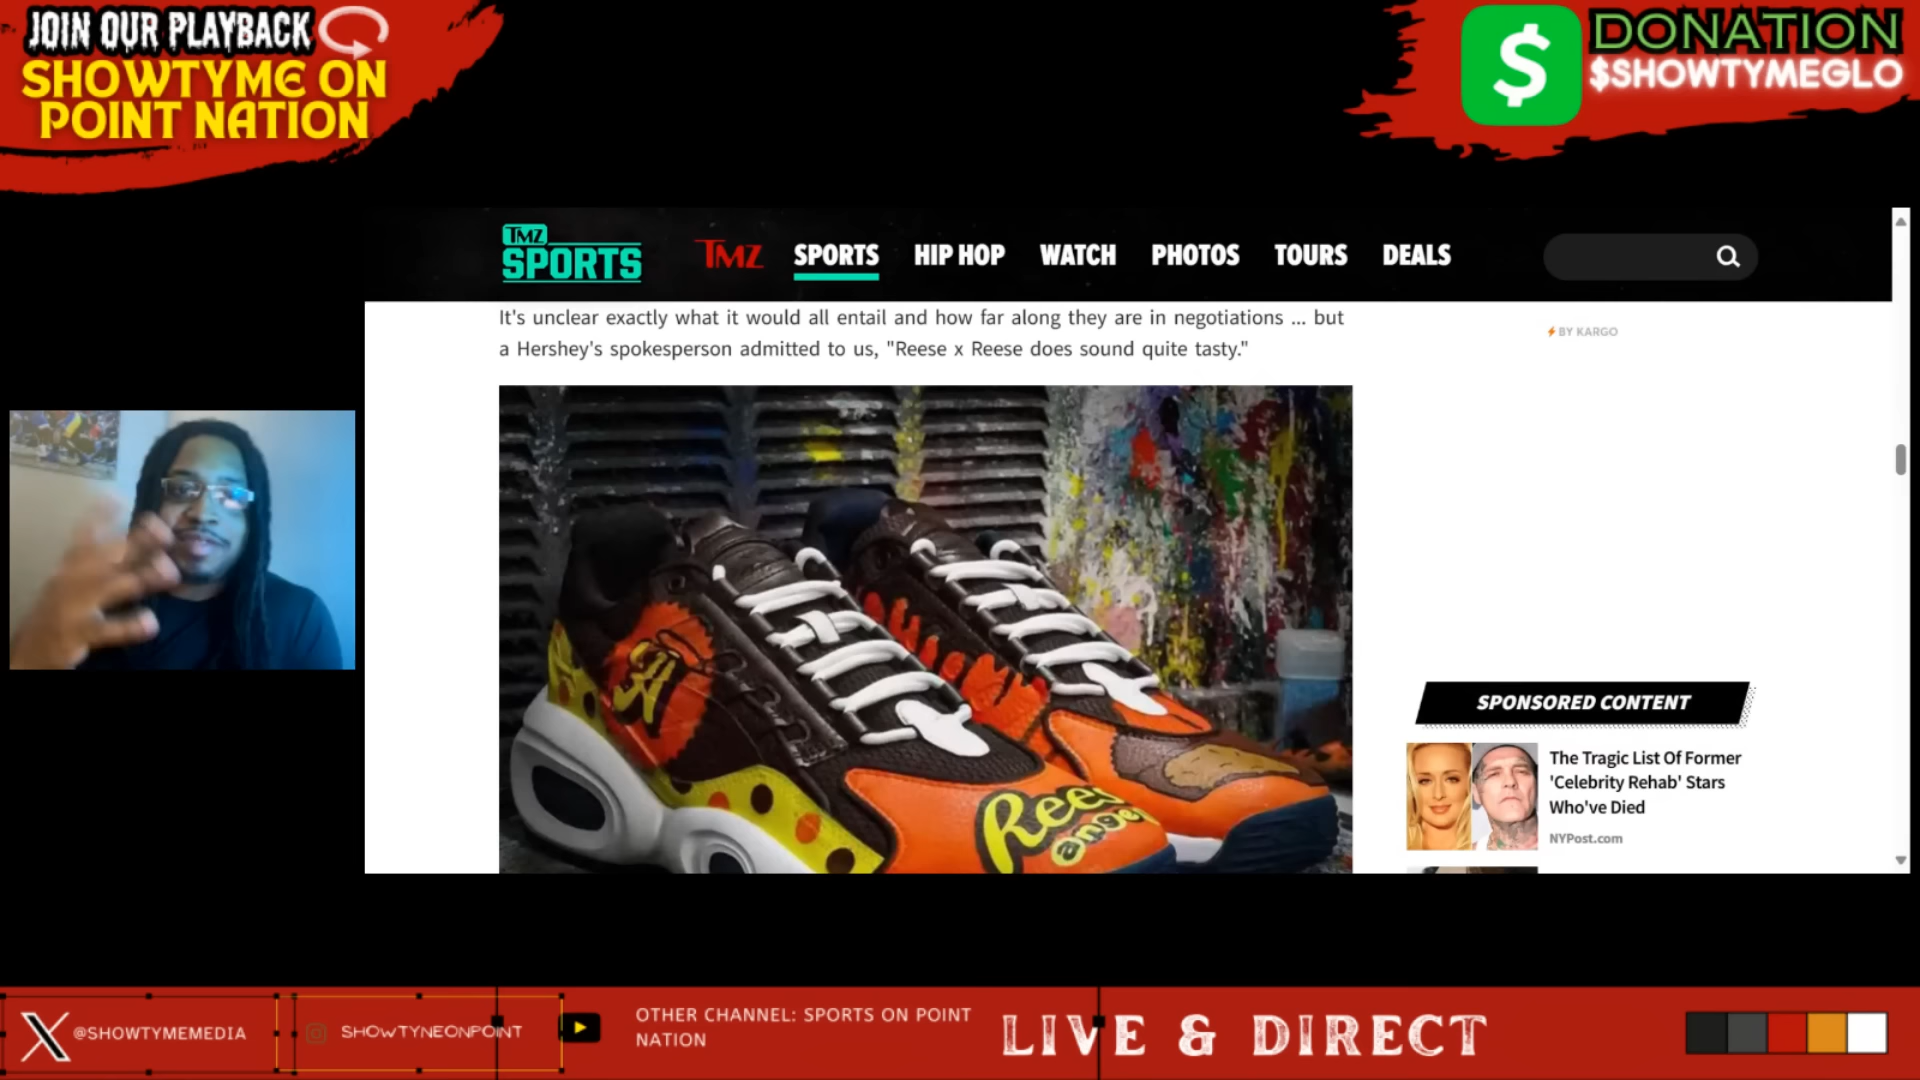 JOIN OUR PLAYBACK
SHOWTYME ON
POINT NATION
$
DONATION
$SHOWTYMEGLO
TMZ
SPORTS
TMZ SPORTS HIP HOP WATCH PHOTOS TOURS DEALS
It's unclear exactly what it would all entail and how far along they are in negotiations ... but
a Hershey's spokesperson admitted to us, "Reese x Reese does sound quite tasty."
BY KARGO
Reese
angel
SPONSORED CONTENT
The Tragic List Of Former
'Celebrity Rehab' Stars
Who've Died
NYPost.com
X @SHOWTYMEMEDIA
SHOWTYNEONPOINT
OTHER CHANNEL: SPORTS ON POINT
NATION
LIVE & DIRECT